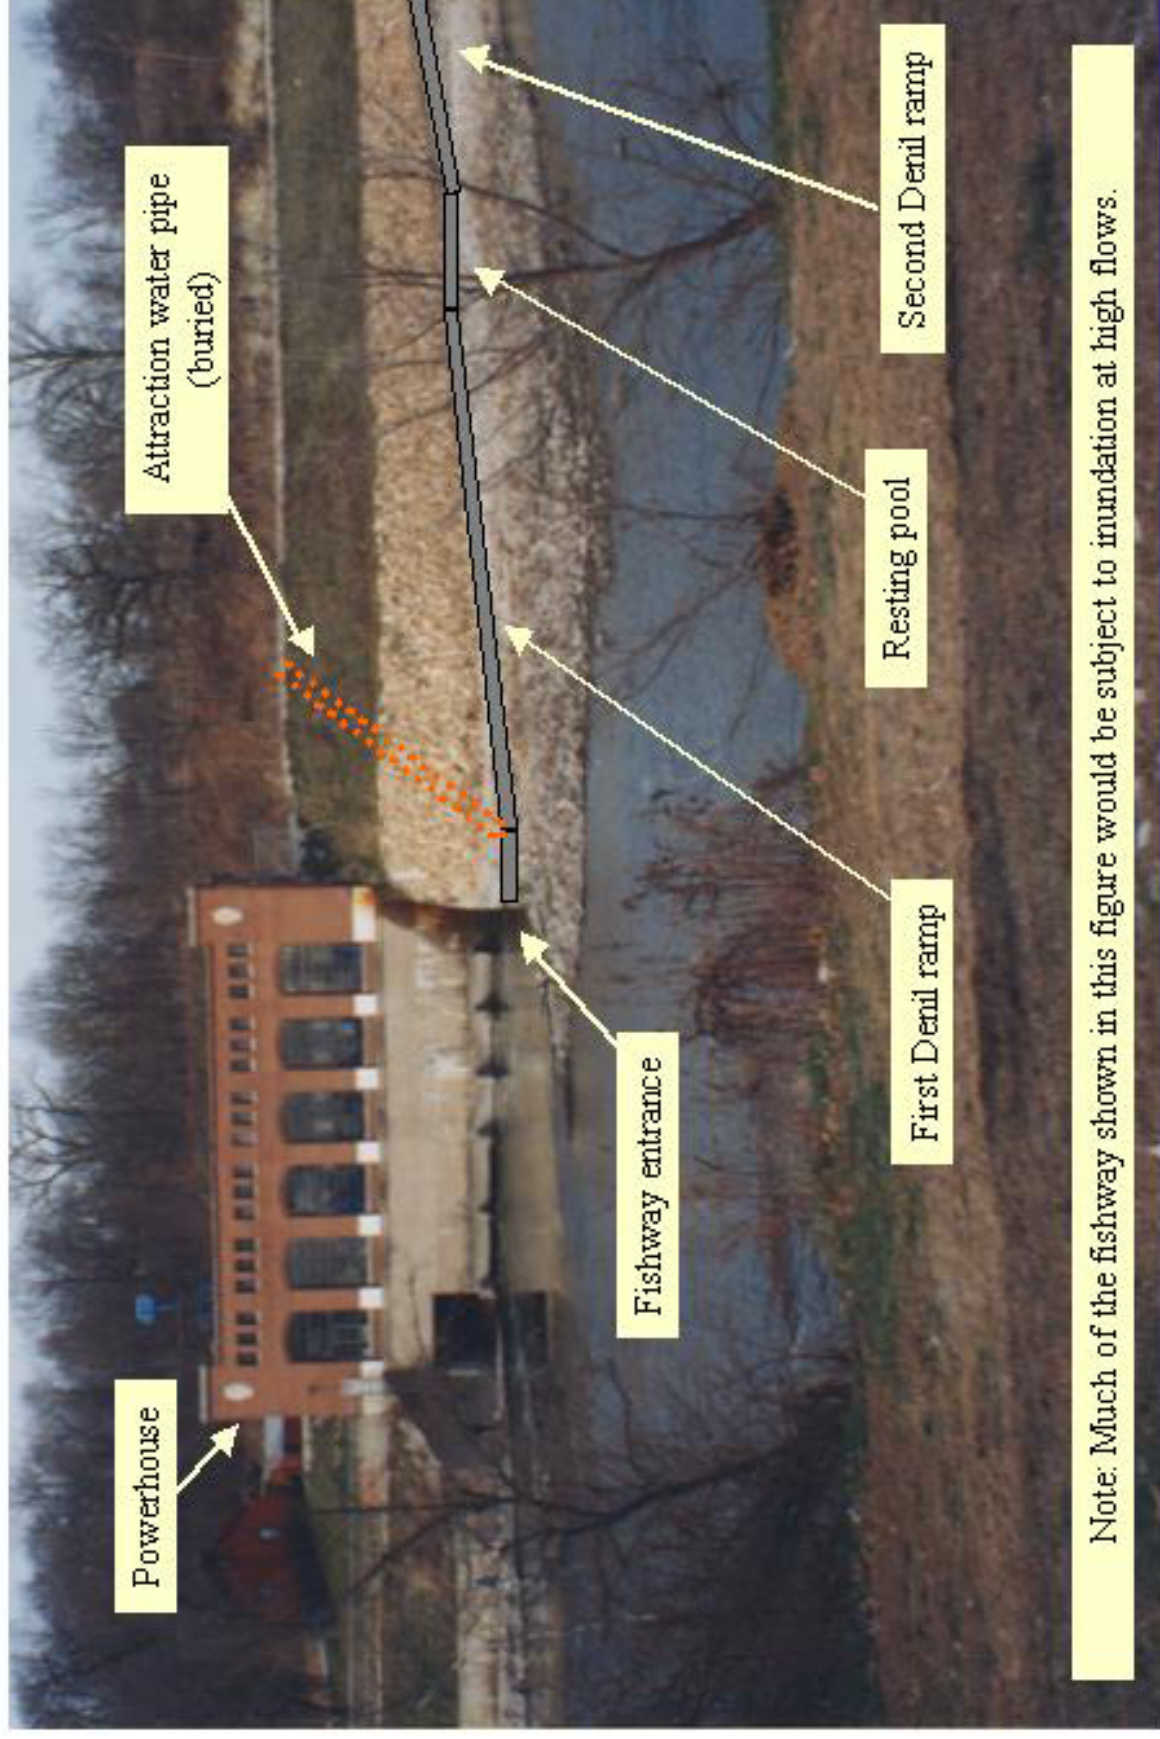 Powerhouse
Attraction water pipe
(buried)
Fishway entrance
First Denil ramp
Resting pool
Second Denil ramp
Note: Much of the fishway shown in this figure would be subject to inundation at high flows.